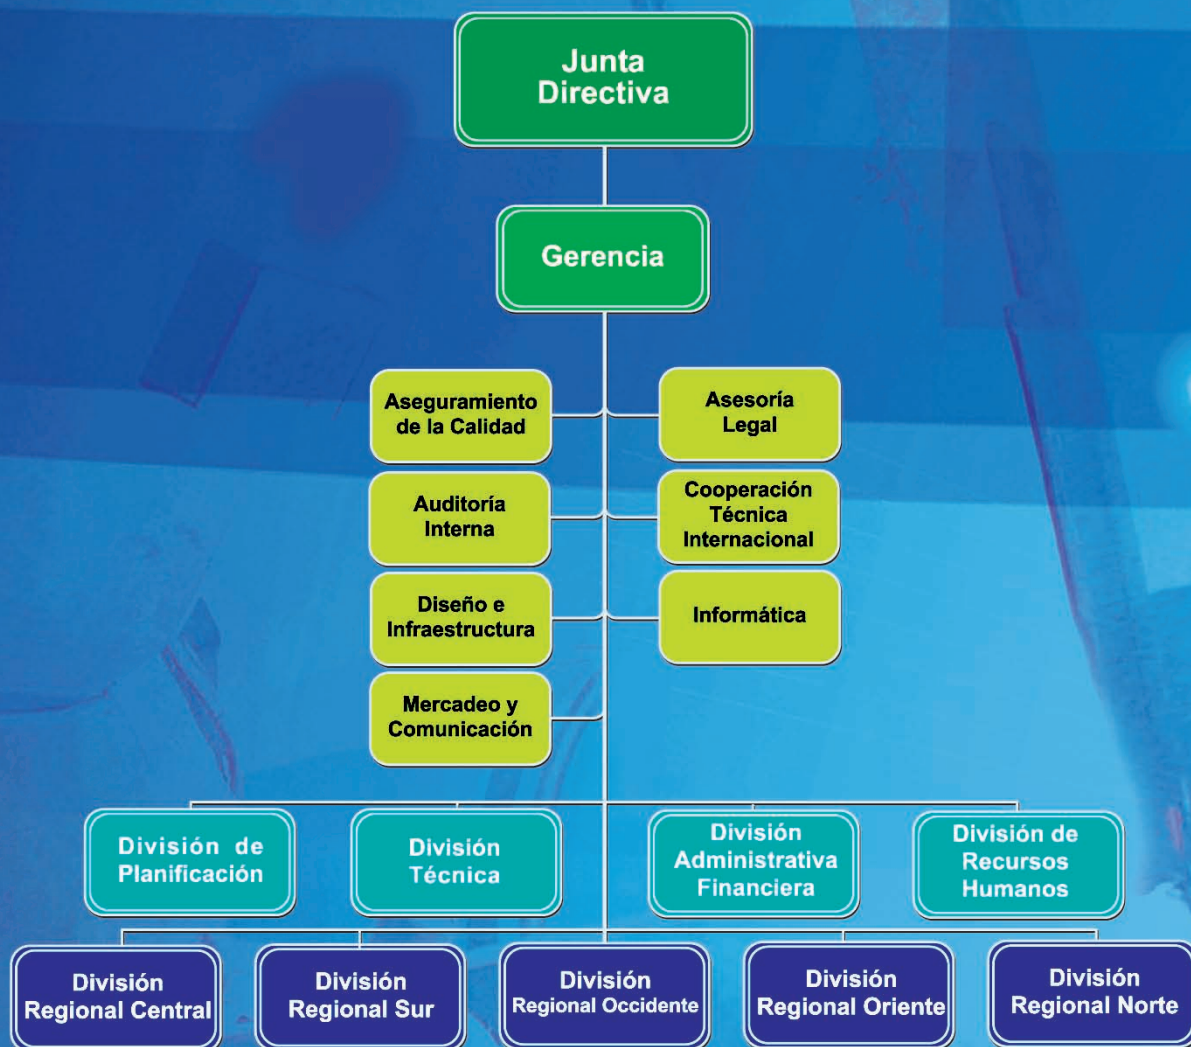 Junta
Directiva
Gerencia
Aseguramiento
de la Calidad
Asesoría
Legal
Auditoría
Interna
Cooperación
Técnica
Internacional
Diseño e
Infraestructura
Informática
Mercadeo y
Comunicación
División de
Planificación
División
Técnica
División
Administrativa
Financiera
División de
Recursos
Humanos
División
Regional Central
División
Regional Sur
División
Regional Occidente
División
Regional Oriente
División
Regional Norte